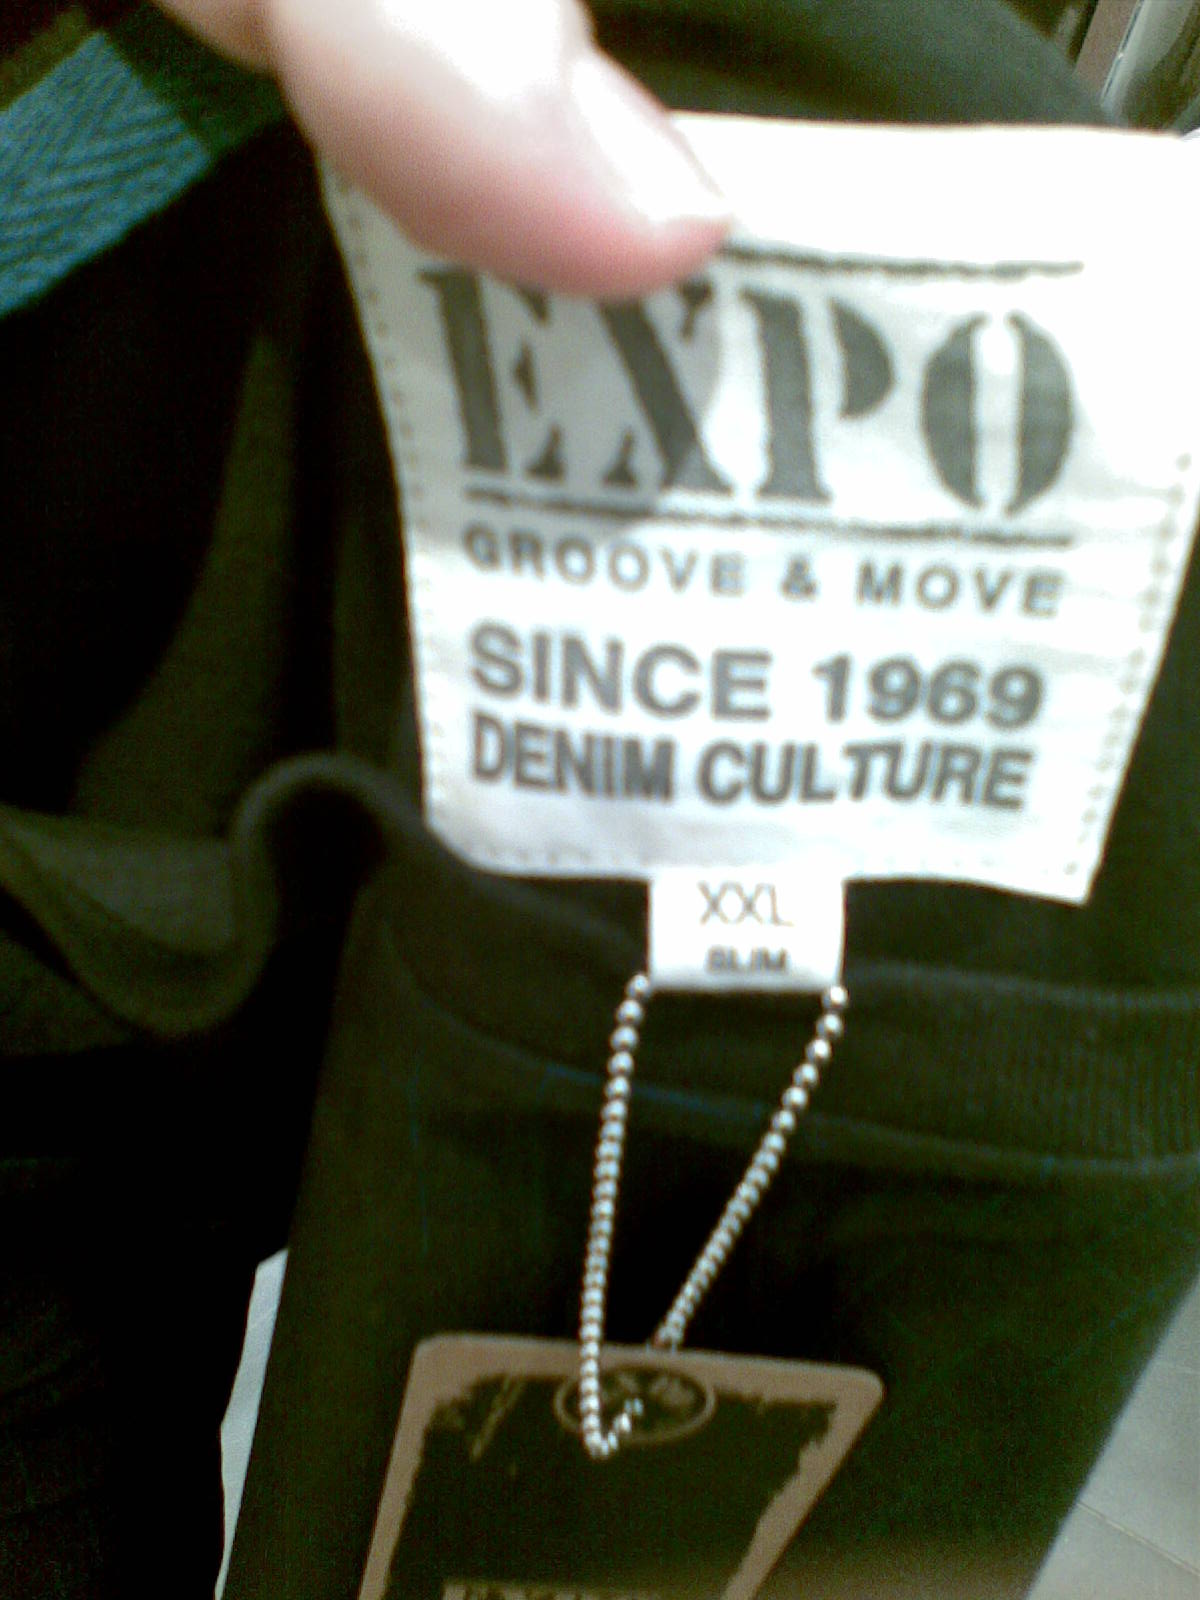 EXPO
GROOVE & MOVE
SINCE 1969
DENIM CULTURE
XXL
SLIM